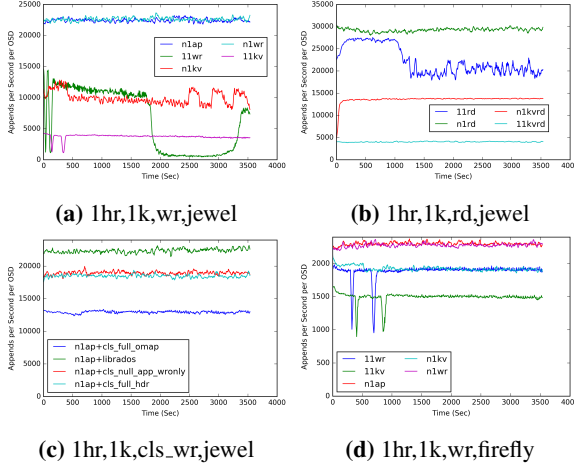 25000
20000
15000
10000
5000
0
0 500 1000 1500 2000 2500 3000 3500 4000
Appends per Second per OSD
Time (Sec)
n1ap n1wr
11wr 11kv
n1kv
(a) 1hr,1k,wr,jewel
35000
30000
25000
20000
15000
10000
5000
0
0 500 1000 1500 2000 2500 3000 3500 4000
Appends per Second per OSD
Time (Sec)
11rd n1kvrd
n1rd 11kvrd
(b) 1hr,1k,rd,jewel
20000
15000
10000
5000
0
0 500 1000 1500 2000 2500 3000 3500 4000
Appends per Second per OSD
Time (Sec)
n1ap+cls_full_omap
n1ap+librados
n1ap+cls_null_app_wronly
n1ap+cls_full_hdr
(c) 1hr,1k,cls_wr,jewel
2000
1500
1000
500
0
0 500 1000 1500 2000 2500 3000 3500 4000
Appends per Second per OSD
Time (Sec)
11wr n1kv
11kv n1wr
n1ap
(d) 1hr,1k,wr,firefly